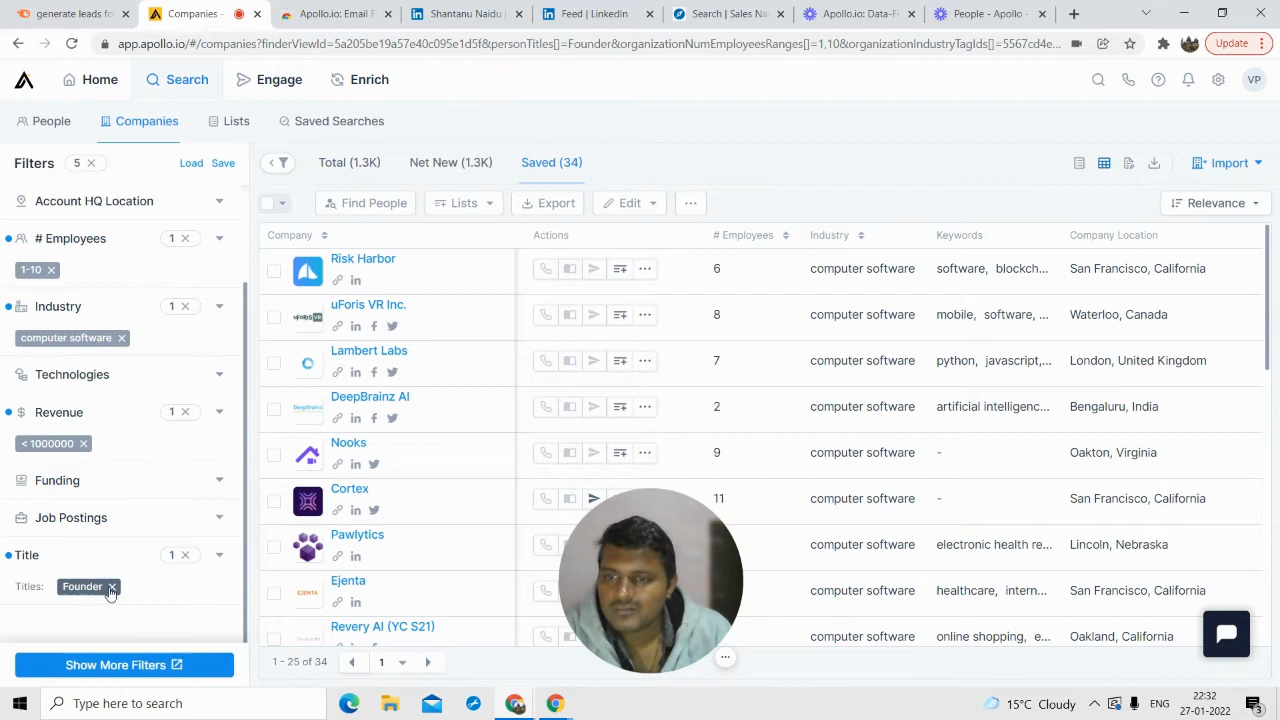 generate leads fo
Companies -
Apollo.io: Email F
Shantanu Naidu |
Feed | LinkedIn
Search | Sales Na
Apollo.io: Data-Fi
People - Apollo -
app.apollo.io/#/companies?finderViewId=5a205be19a57e40c095e1d5f&personTitles[]=Founder&organizationNumEmployeesRanges[]=1,10&organizationIndustryTagIds[]=5567cd4e...
Update
Home
Search
Engage
Enrich
VP
People
Companies
Lists
Saved Searches
Filters 5
Load Save
Total (1.3K)
Net New (1.3K)
Saved (34)
Import
Account HQ Location
Find People
Lists
Export
Edit
Relevance
# Employees 1
1-10
Industry 1
computer software
Technologies
Revenue 1
< 1000000
Funding
Job Postings
Title 1
Titles: Founder
Show More Filters
Company Actions # Employees Industry Keywords Company Location
Risk Harbor 6 computer software software, blockch... San Francisco, California
uForis VR Inc. 8 computer software mobile, software, ... Waterloo, Canada
Lambert Labs 7 computer software python, javascript,... London, United Kingdom
DeepBrainz AI 2 computer software artificial intelligenc... Bengaluru, India
Nooks 9 computer software - Oakton, Virginia
Cortex 11 computer software - San Francisco, California
Pawlytics computer software electronic health re... Lincoln, Nebraska
Ejenta computer software healthcare, intern... San Francisco, California
Revery AI (YC S21) computer software online shopping, e... Oakland, California
1 - 25 of 34
1
Type here to search
15°C Cloudy
ENG
22:32
27-01-2022
3